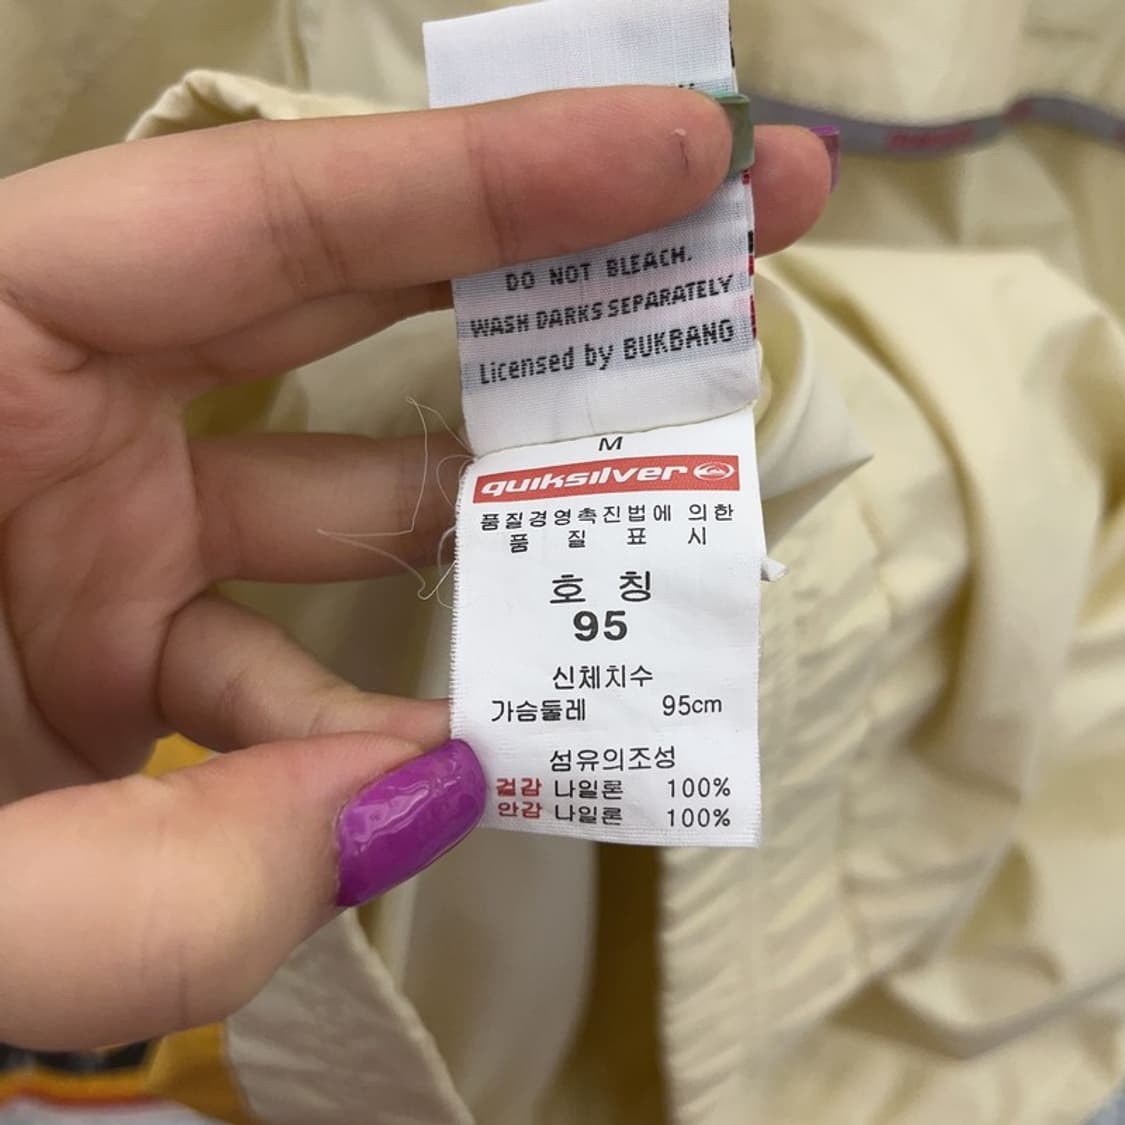 DO NOT BLEACH.
WASH DARKS SEPARATELY
Licensed by BUKBANG
M
quiksilver
품질경영촉진법에 의한
품 질 표 시
호 칭
95
신체치수
가슴둘레 95cm
섬유의조성
겉감 나일론 100%
안감 나일론 100%